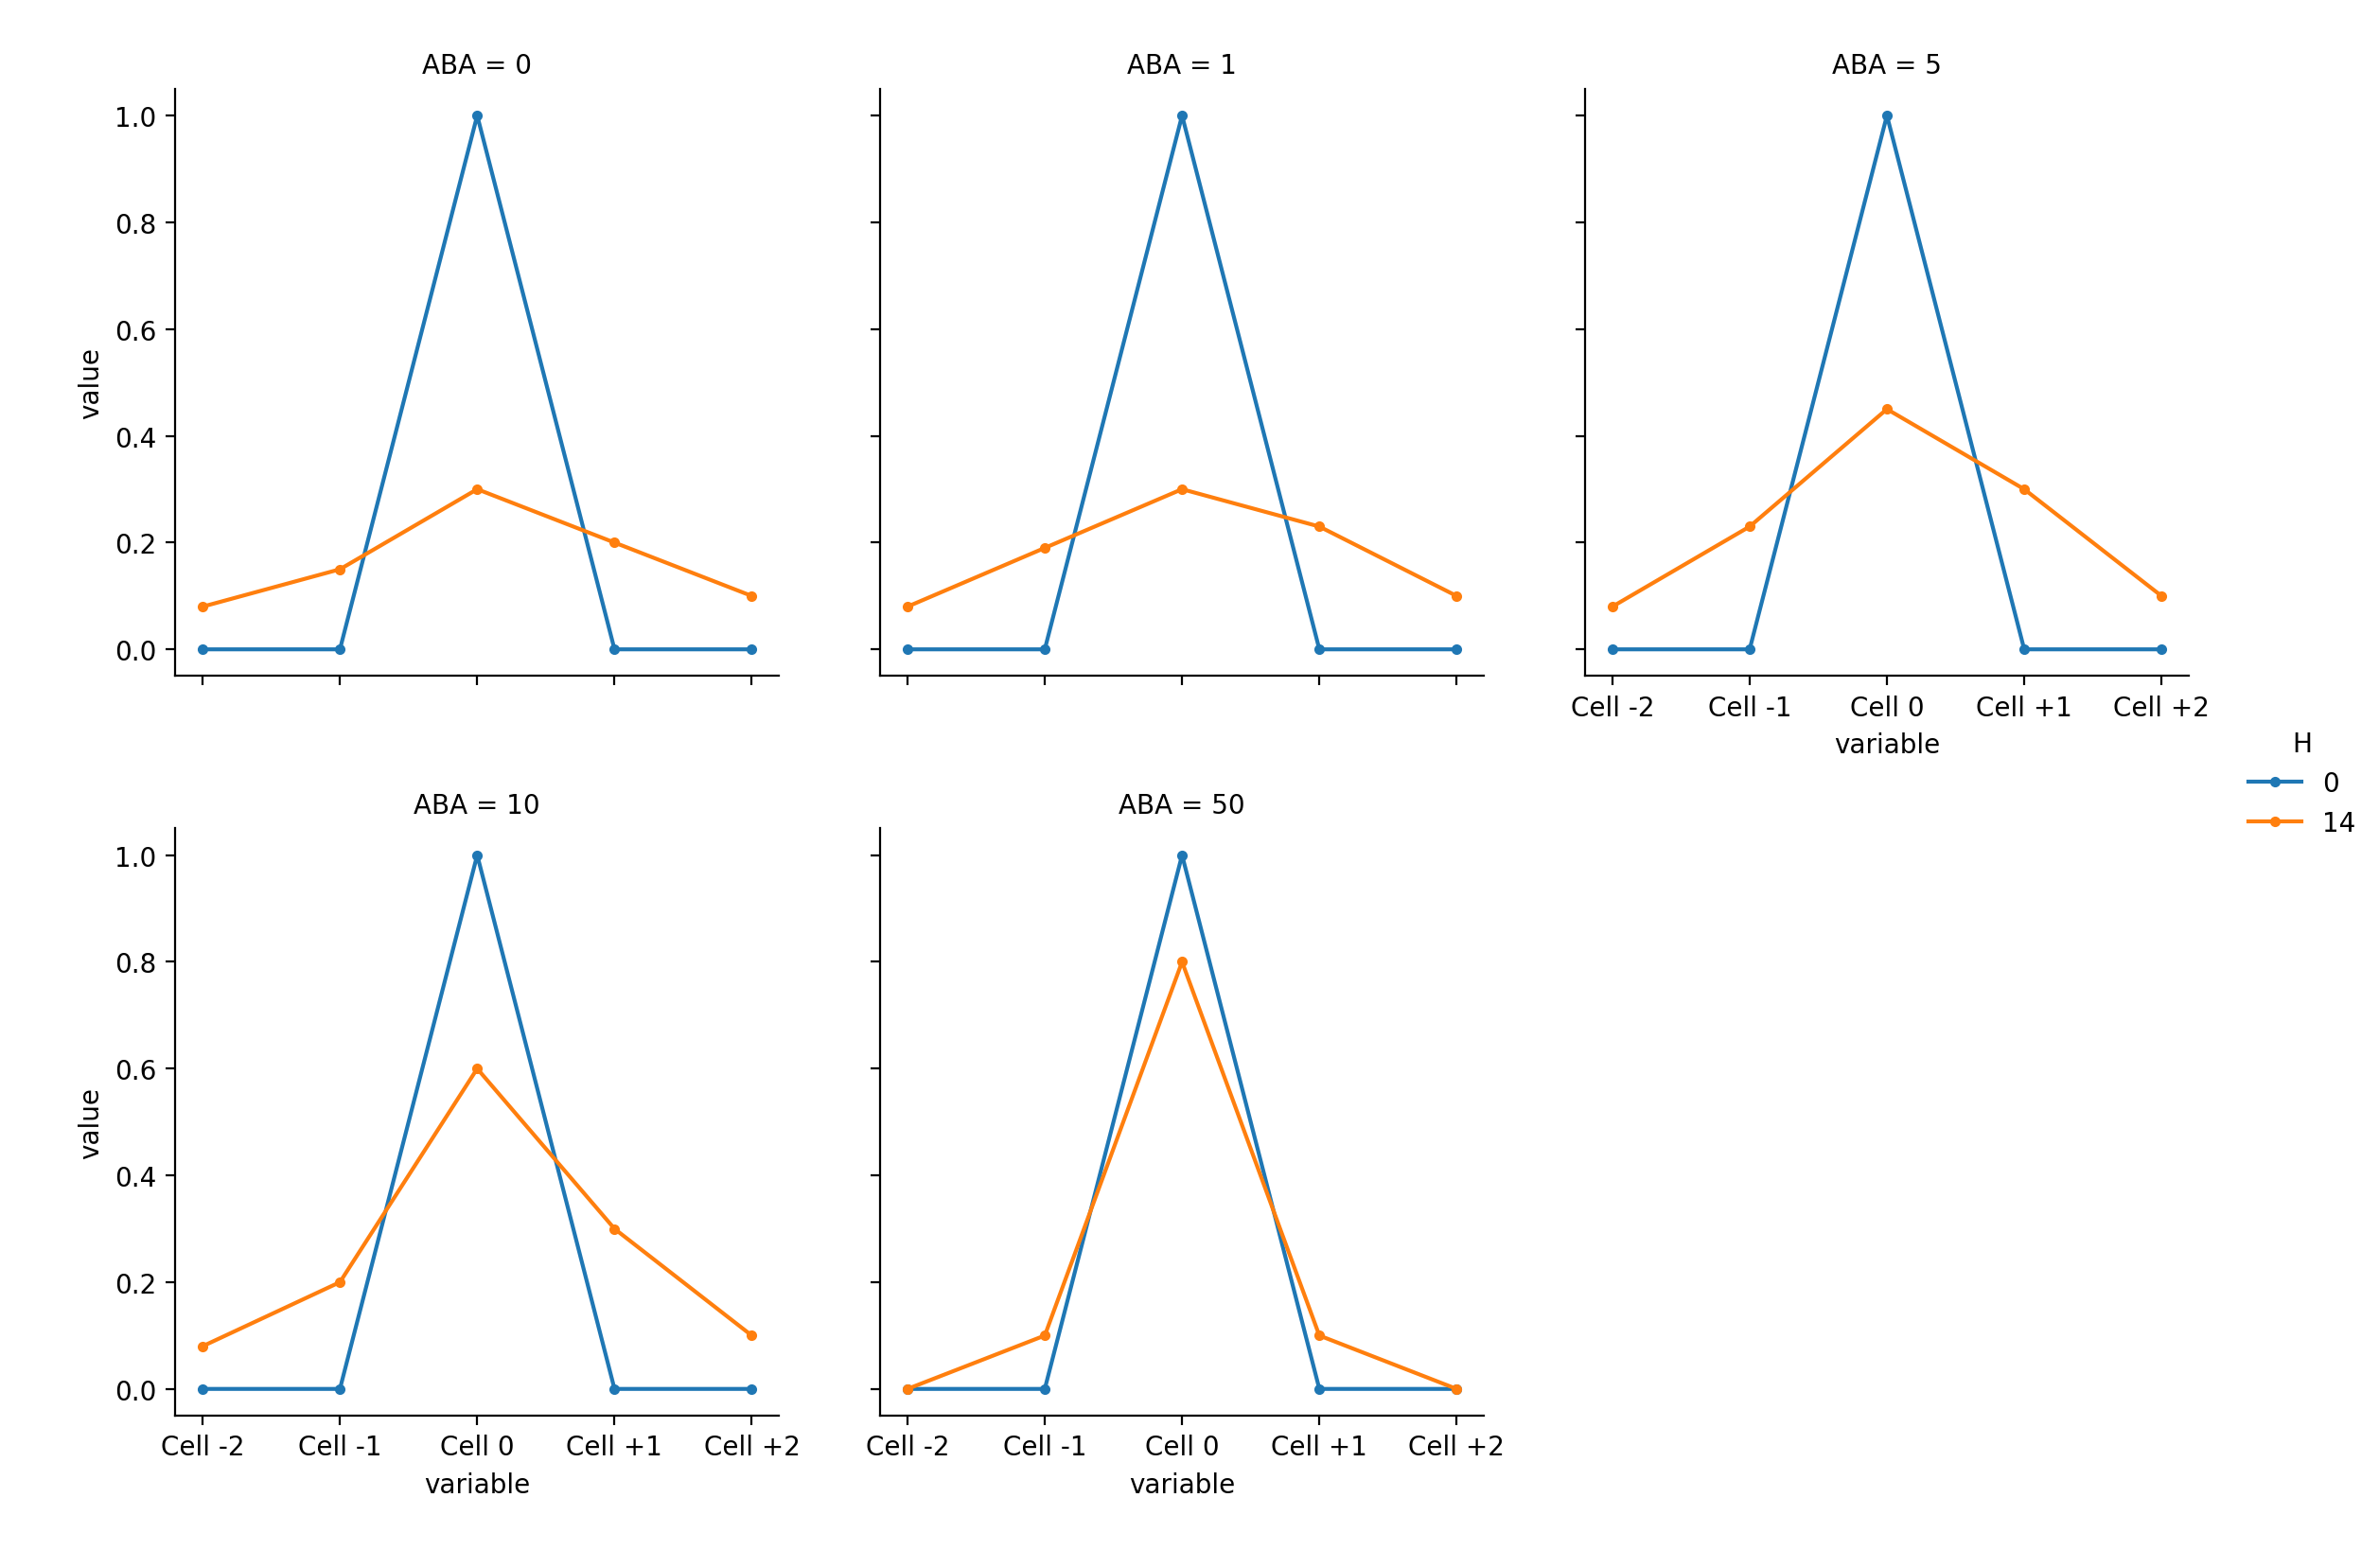 ABA = 0
ABA = 1
ABA = 5
1.0
0.8
0.6
0.4
0.2
0.0
value
Cell -2 Cell -1 Cell 0 Cell +1 Cell +2
variable
H
0
14
ABA = 10
ABA = 50
1.0
0.8
0.6
0.4
0.2
0.0
value
Cell -2 Cell -1 Cell 0 Cell +1 Cell +2
variable
Cell -2 Cell -1 Cell 0 Cell +1 Cell +2
variable